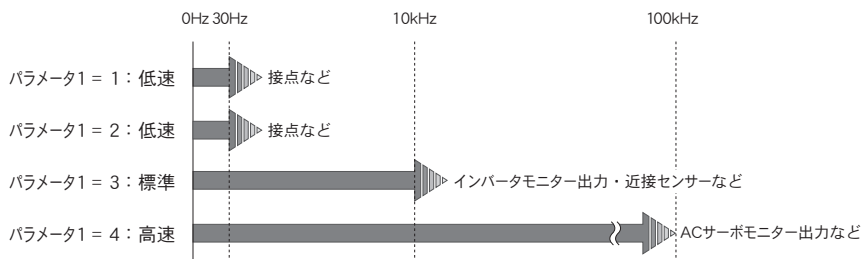 0Hz 30Hz 10kHz 100kHz
パラメータ1 = 1：低速 接点など
パラメータ1 = 2：低速 接点など
パラメータ1 = 3：標準 インバータモニター出力・近接センサーなど
パラメータ1 = 4：高速 ACサーボモニター出力など